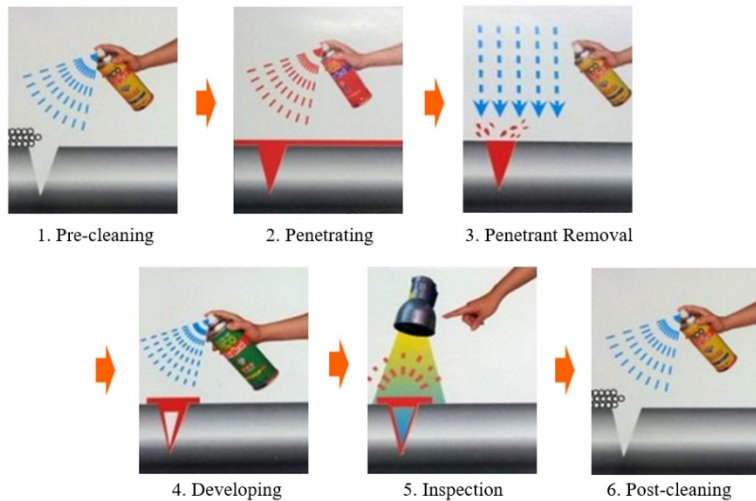 1. Pre-cleaning
2. Penetrating
3. Penetrant Removal
4. Developing
5. Inspection
6. Post-cleaning